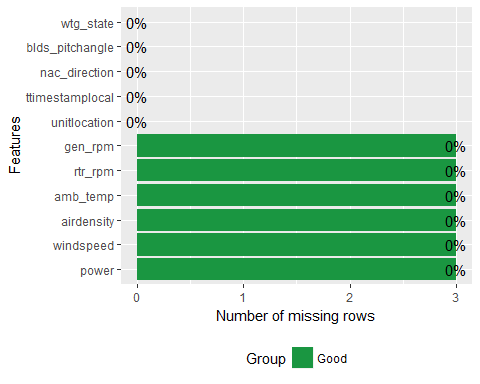 wtg_state 0%
blds_pitchangle 0%
nac_direction 0%
ttimestamplocal 0%
unitlocation 0%
gen_rpm 0%
rtr_rpm 0%
amb_temp 0%
airdensity 0%
windspeed 0%
power 0%
Features
0 1 2 3
Number of missing rows
Group Good